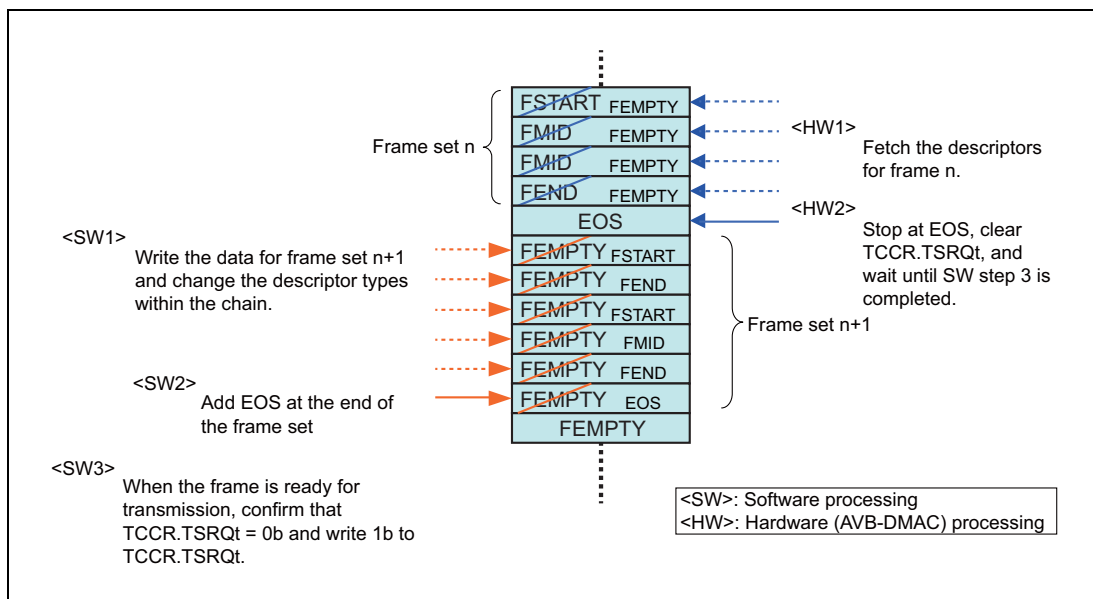 FSTART FEMPTY
FMID FEMPTY
FMID FEMPTY
FEND FEMPTY
EOS
FEMPTY FSTART
FEMPTY FEND
FEMPTY FSTART
FEMPTY FMID
FEMPTY FEND
FEMPTY EOS
FEMPTY
Frame set n
<SW1>
Write the data for frame set n+1
and change the descriptor types
within the chain.
<SW2>
Add EOS at the end of
the frame set
<SW3>
When the frame is ready for
transmission, confirm that
TCCR.TSRQt = 0b and write 1b to
TCCR.TSRQt.
<HW1>
Fetch the descriptors
for frame n.
<HW2>
Stop at EOS, clear
TCCR.TSRQt, and
wait until SW step 3 is
completed.
Frame set n+1
<SW>: Software processing
<HW>: Hardware (AVB-DMAC) processing